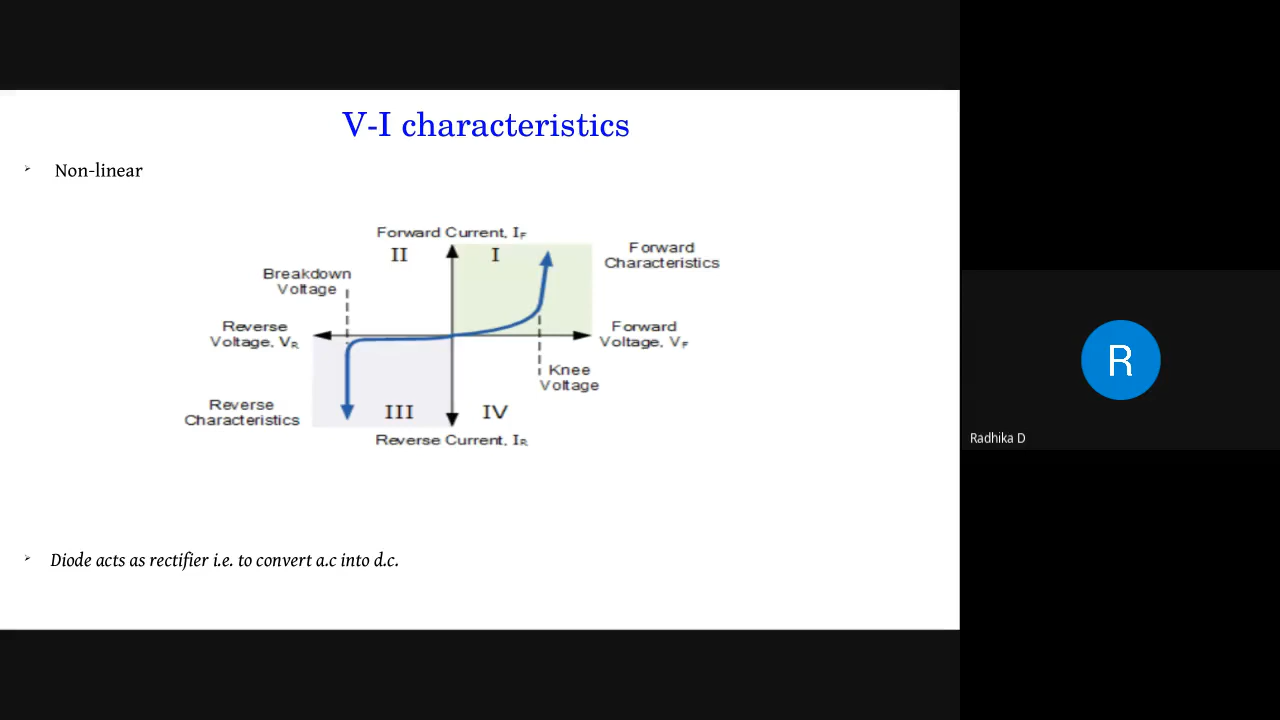 V-I characteristics
Non-linear
Forward Current, IF
II
I
Forward
Characteristics
Breakdown
Voltage
Reverse
Voltage, VR
Forward
Voltage, VF
Knee
Voltage
Reverse
Characteristics
III
IV
Reverse Current, IR
Diode acts as rectifier i.e. to convert a.c into d.c.
R
Radhika D